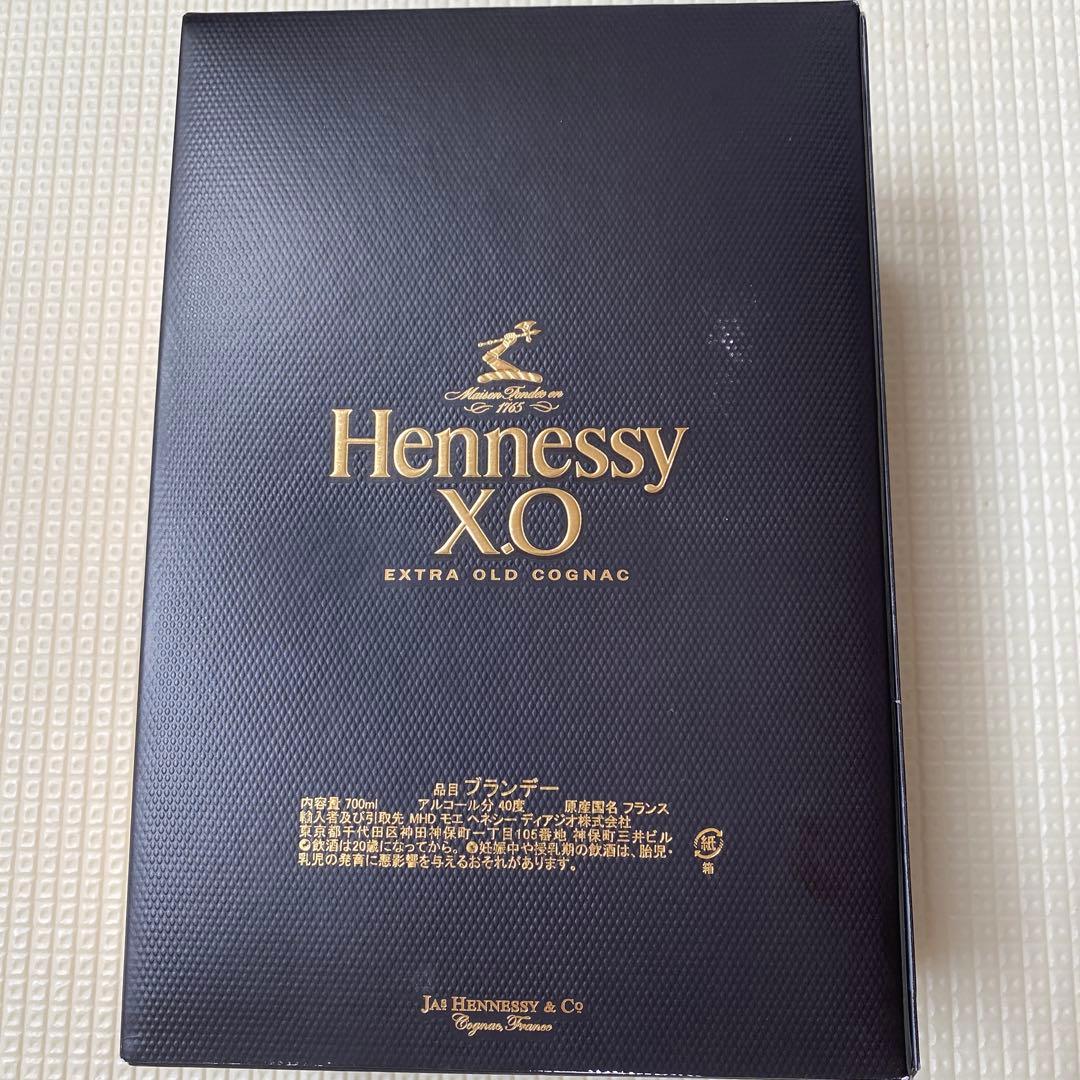 Maison Fondée en
1765
Hennessy
X.O
EXTRA OLD COGNAC
品目 ブランデー
内容量 700ml アルコール分 40度 原産国名 フランス
輸入者及び引取先 MHD モエ ヘネシー ディアジオ株式会社
東京都千代田区神田神保町一丁目105番地 神保町三井ビル
飲酒は20歳になってから。妊娠中や授乳期の飲酒は、胎児・
乳児の発育に悪影響を与えるおそれがあります。
紙
箱
JAS HENNESSY & CO
Cognac, France